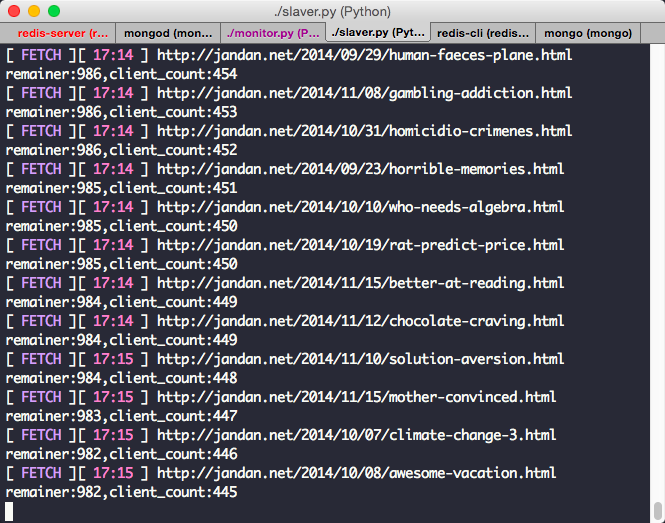 ./slaver.py (Python)
redis-server (r... mongod (mon... ./monitor.py (P... ./slaver.py (Pyt... redis-cli (redis... mongo (mongo)
[ FETCH ][ 17:14 ] http://jandan.net/2014/09/29/human-faeces-plane.html
remainer:986,client_count:454
[ FETCH ][ 17:14 ] http://jandan.net/2014/11/08/gambling-addiction.html
remainer:986,client_count:453
[ FETCH ][ 17:14 ] http://jandan.net/2014/10/31/homicidio-crimenes.html
remainer:986,client_count:452
[ FETCH ][ 17:14 ] http://jandan.net/2014/09/23/horrible-memories.html
remainer:985,client_count:451
[ FETCH ][ 17:14 ] http://jandan.net/2014/10/10/who-needs-algebra.html
remainer:985,client_count:450
[ FETCH ][ 17:14 ] http://jandan.net/2014/10/19/rat-predict-price.html
remainer:985,client_count:450
[ FETCH ][ 17:14 ] http://jandan.net/2014/11/15/better-at-reading.html
remainer:984,client_count:449
[ FETCH ][ 17:14 ] http://jandan.net/2014/11/12/chocolate-craving.html
remainer:984,client_count:449
[ FETCH ][ 17:15 ] http://jandan.net/2014/11/10/solution-aversion.html
remainer:984,client_count:448
[ FETCH ][ 17:15 ] http://jandan.net/2014/11/15/mother-convinced.html
remainer:983,client_count:447
[ FETCH ][ 17:15 ] http://jandan.net/2014/10/07/climate-change-3.html
remainer:982,client_count:446
[ FETCH ][ 17:15 ] http://jandan.net/2014/10/08/awesome-vacation.html
remainer:982,client_count:445